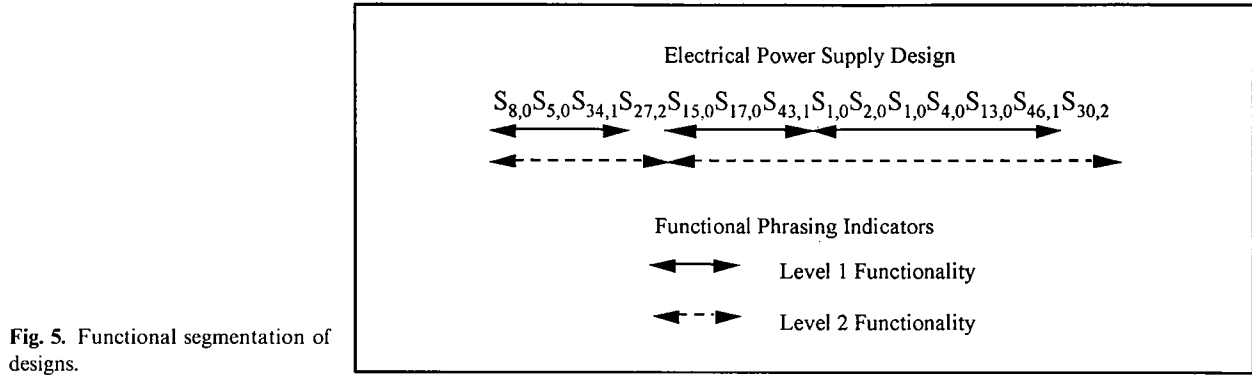 Electrical Power Supply Design
S8,0S5,0S34,1S27,2S15,0S17,0S43,1S1,0S2,0S1,0S4,0S13,0S46,1S30,2
Functional Phrasing Indicators
Level 1 Functionality
Level 2 Functionality
Fig. 5. Functional segmentation of
designs.